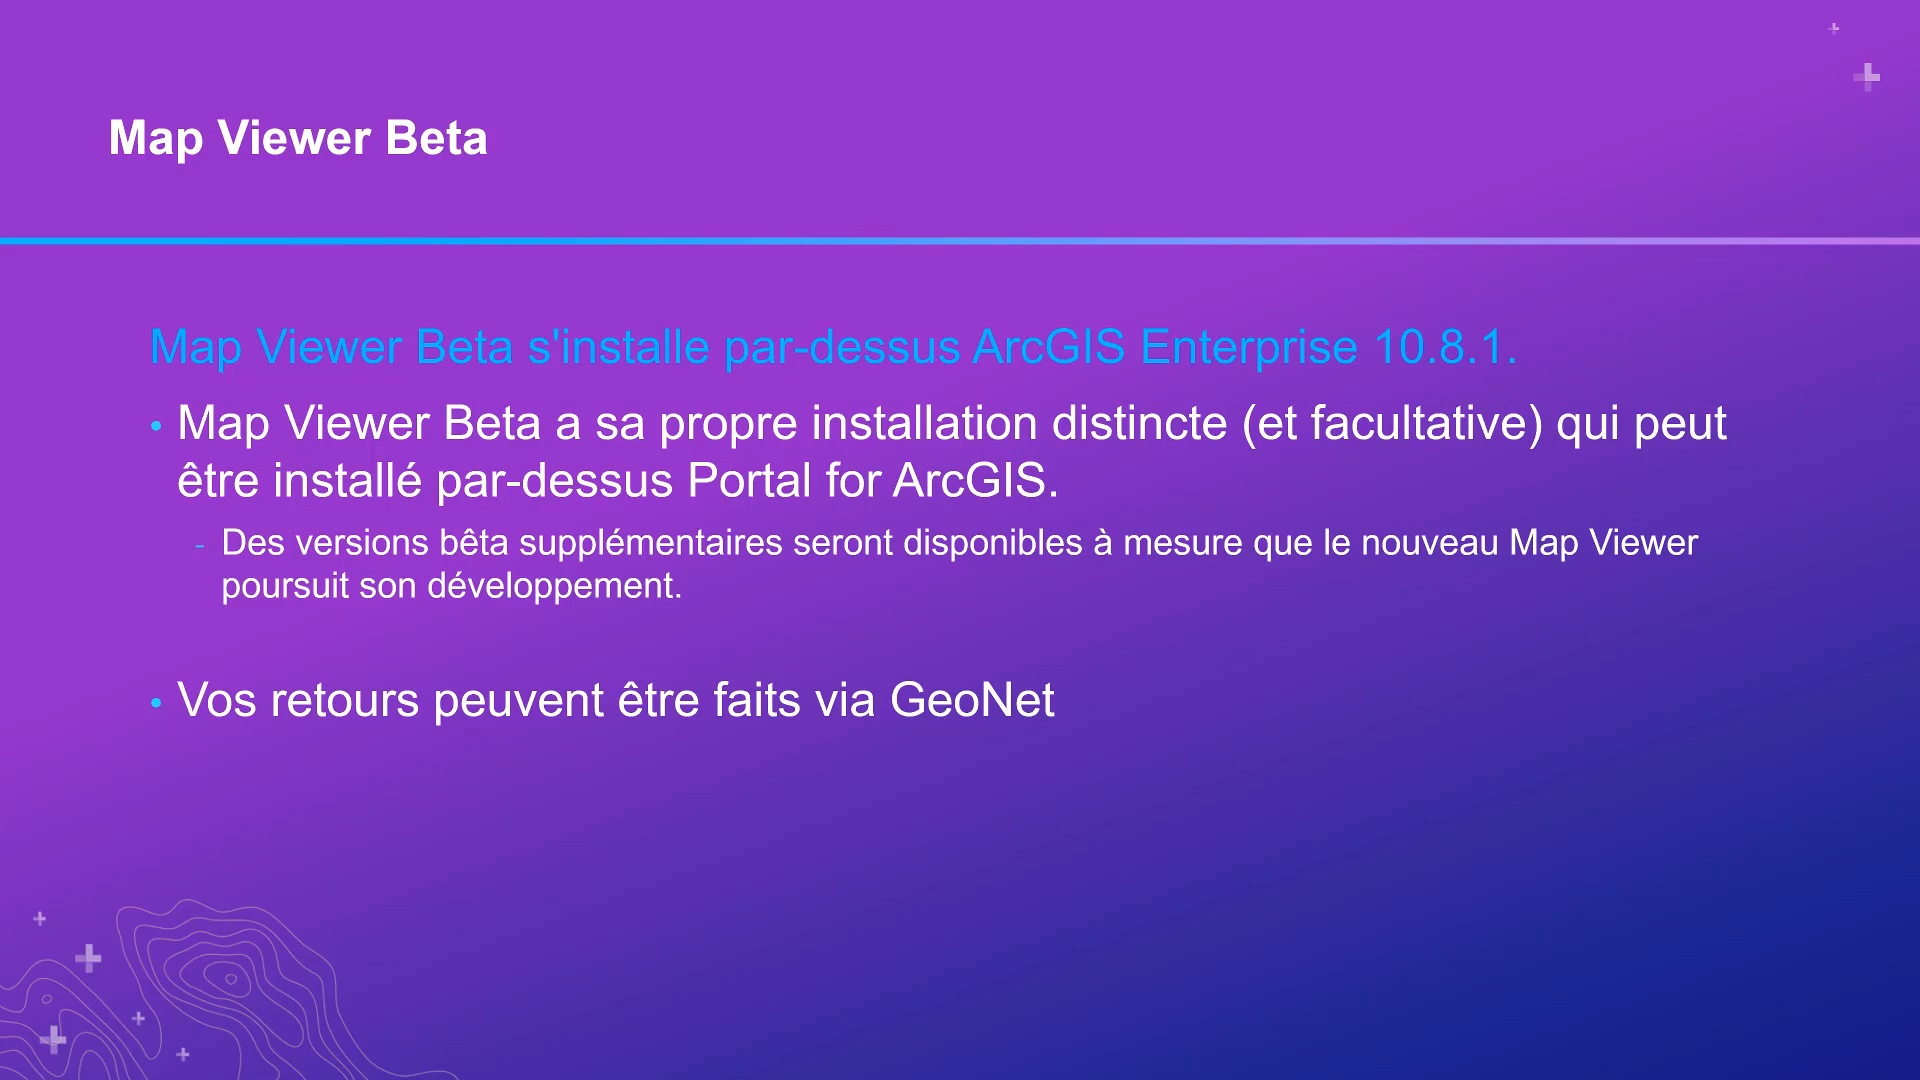 Map Viewer Beta
Map Viewer Beta s'installe par-dessus ArcGIS Enterprise 10.8.1.
• Map Viewer Beta a sa propre installation distincte (et facultative) qui peut
être installé par-dessus Portal for ArcGIS.
- Des versions bêta supplémentaires seront disponibles à mesure que le nouveau Map Viewer
poursuit son développement.
• Vos retours peuvent être faits via GeoNet